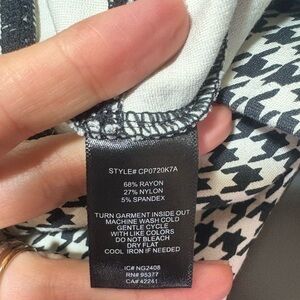 STYLE# CP0720K7A
68% RAYON
27% NYLON
5% SPANDEX
TURN GARMENT INSIDE OUT
MACHINE WASH COLD
GENTLE CYCLE
WITH LIKE COLORS
DO NOT BLEACH
DRY FLAT
COOL IRON IF NEEDED
IC# NG2408
RN# 95377
CA# 42241